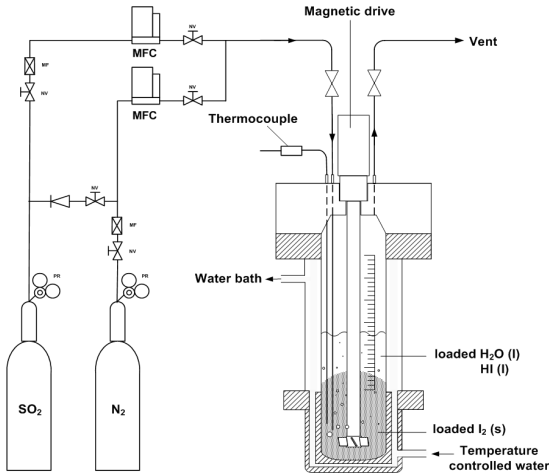 Magnetic drive
NV
MFC
Vent
MF
NV
NV
MFC
Thermocouple
NV
MF
NV
PR
PR
Water bath
loaded H₂O (l)
HI (l)
SO₂
N₂
loaded I₂ (s)
Temperature
controlled water